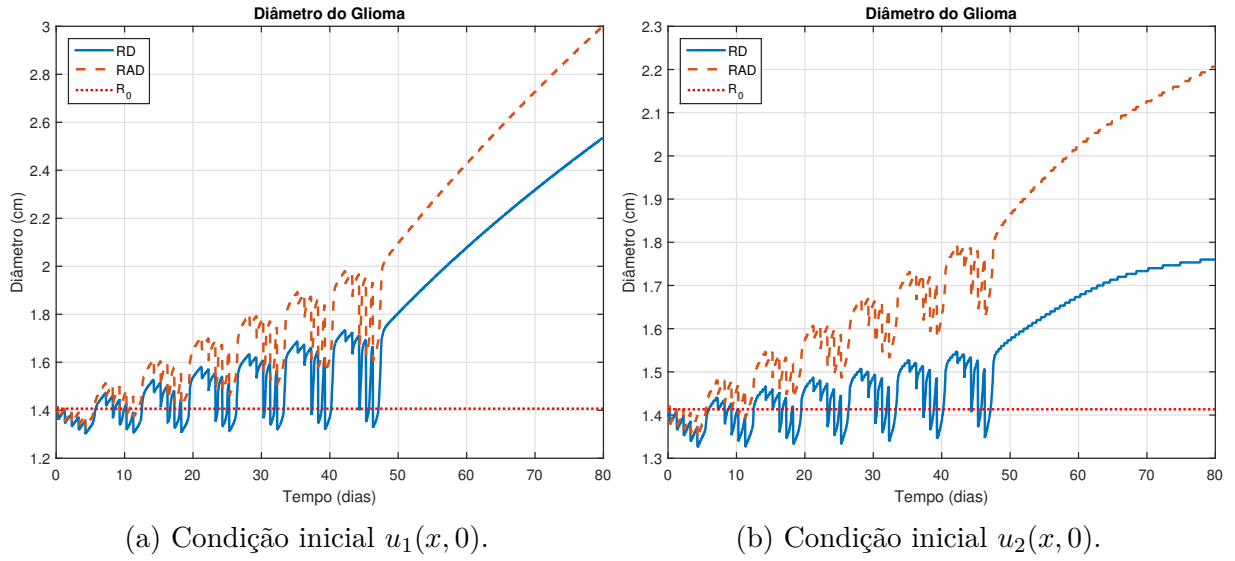 Diâmetro do Glioma
3
2.8
2.6
2.4
2.2
2
1.8
1.6
1.4
1.2
Diâmetro (cm)
RD
RAD
R0
0 10 20 30 40 50 60 70 80
Tempo (dias)
(a) Condição inicial u1(x, 0).
Diâmetro do Glioma
2.3
2.2
2.1
2
1.9
1.8
1.7
1.6
1.5
1.4
1.3
Diâmetro (cm)
RD
RAD
R0
0 10 20 30 40 50 60 70 80
Tempo (dias)
(b) Condição inicial u2(x, 0).